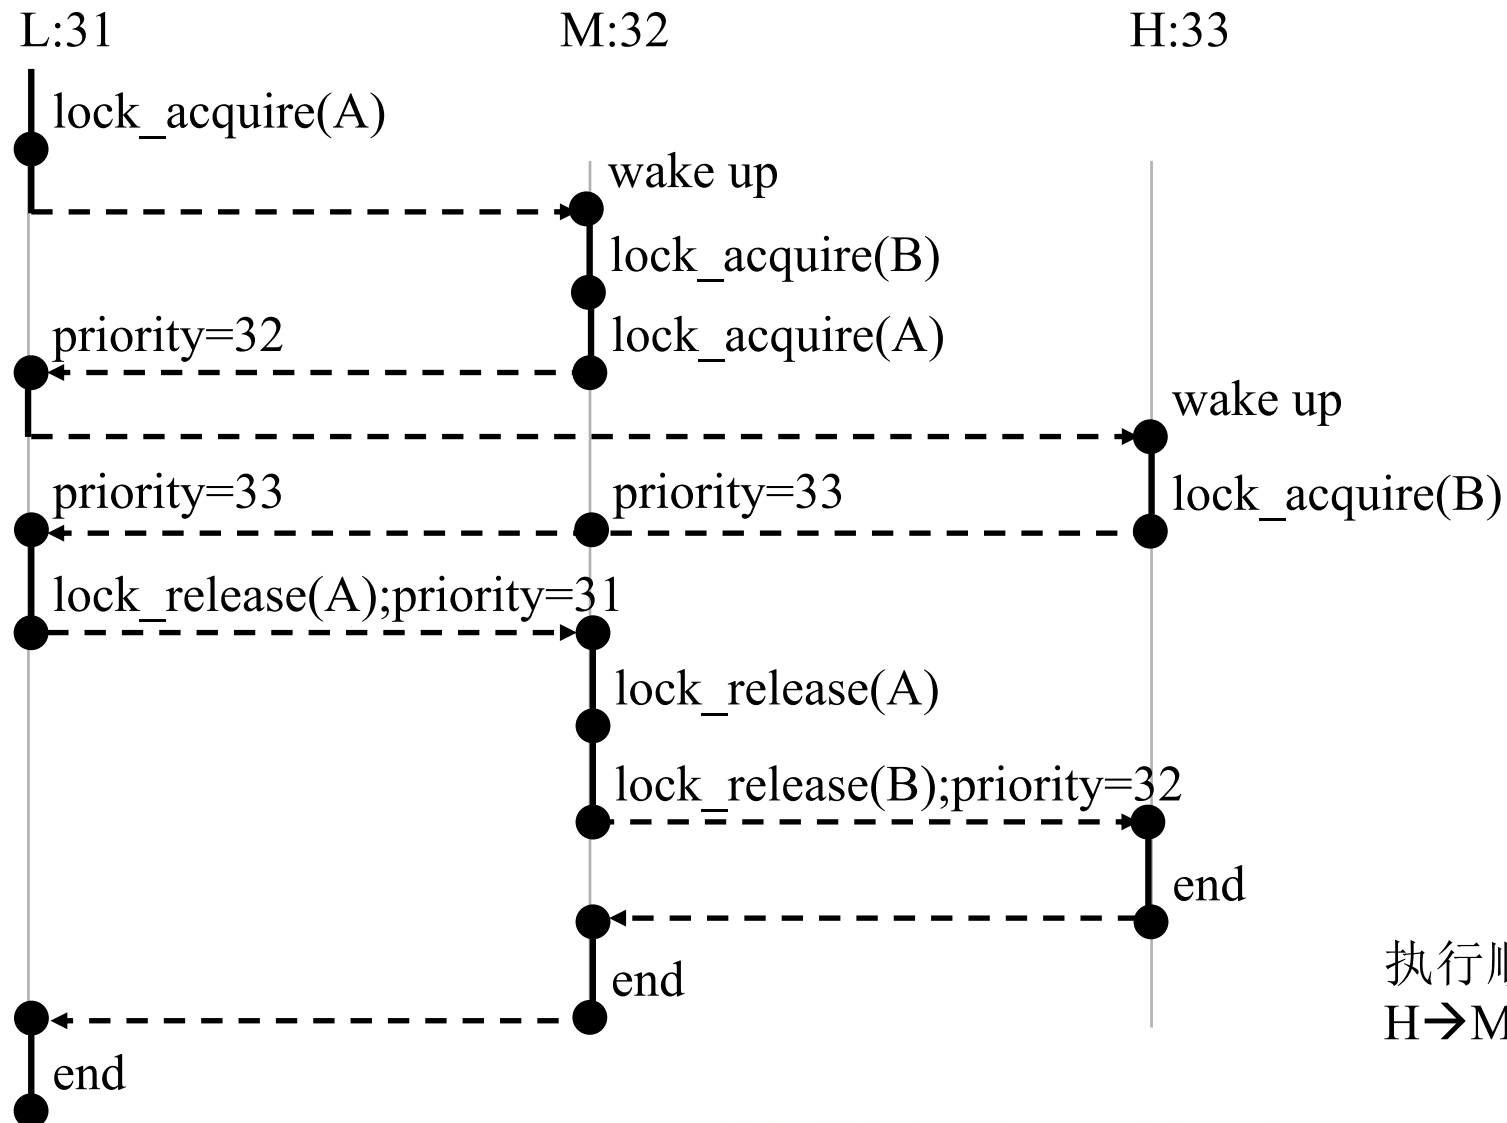 L:31 M:32 H:33
lock_acquire(A)
wake up
lock_acquire(B)
priority=32 lock_acquire(A)
wake up
priority=33 priority=33 lock_acquire(B)
lock_release(A);priority=31
lock_release(A)
lock_release(B);priority=32
end
执行
end
H→M
end